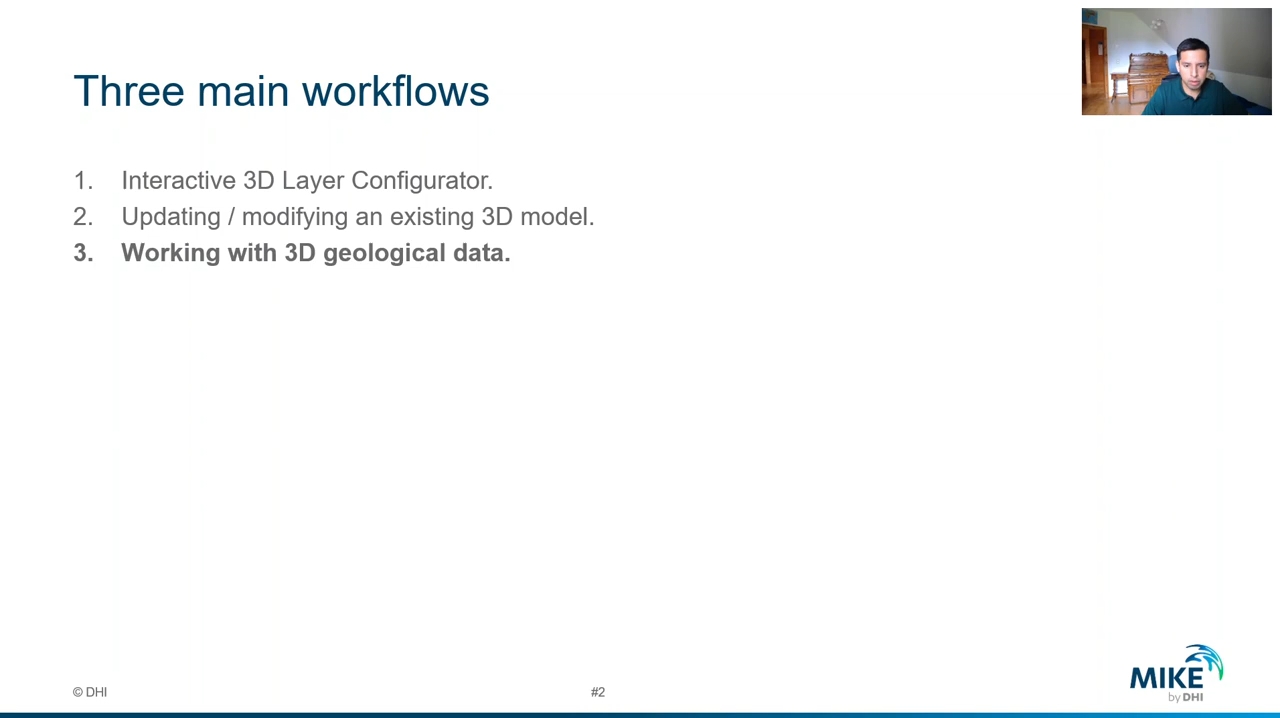 Three main workflows
1. Interactive 3D Layer Configurator.
2. Updating / modifying an existing 3D model.
3. Working with 3D geological data.
© DHI
#2
MIKE
by DHI